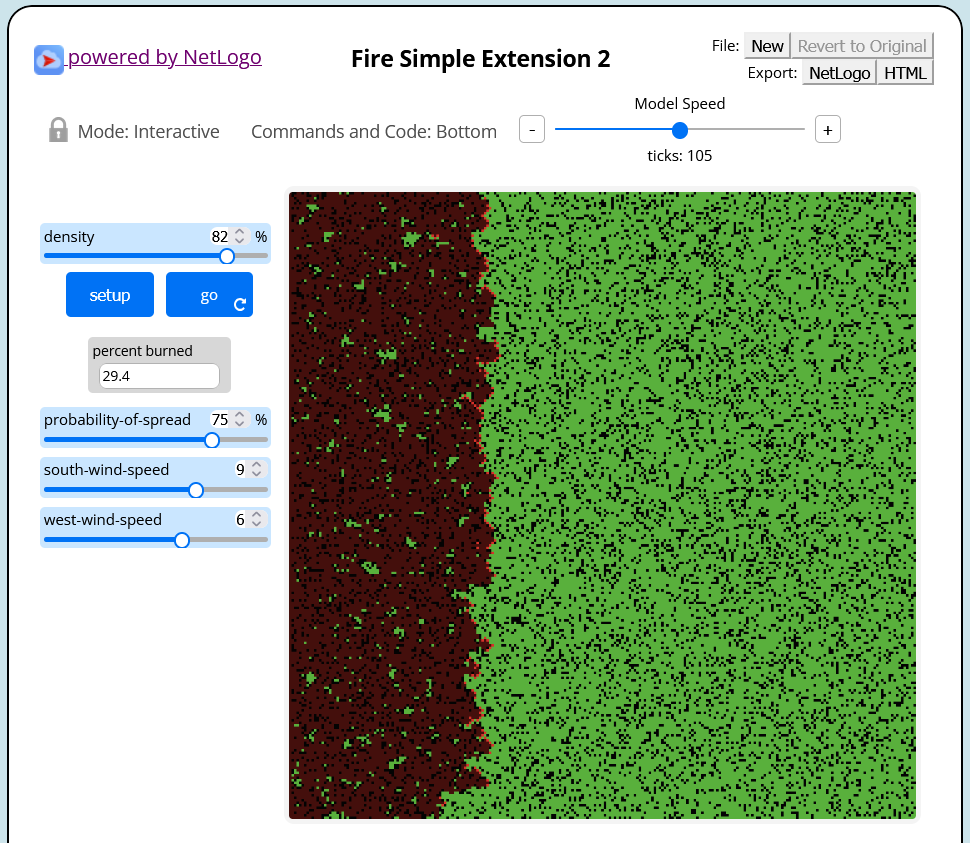 powered by NetLogo
Fire Simple Extension 2
File: New Revert to Original
Export: NetLogo HTML
Mode: Interactive
Commands and Code: Bottom
Model Speed
- +
ticks: 105
density 82 %
setup go
percent burned
29.4
probability-of-spread 75 %
south-wind-speed 9
west-wind-speed 6